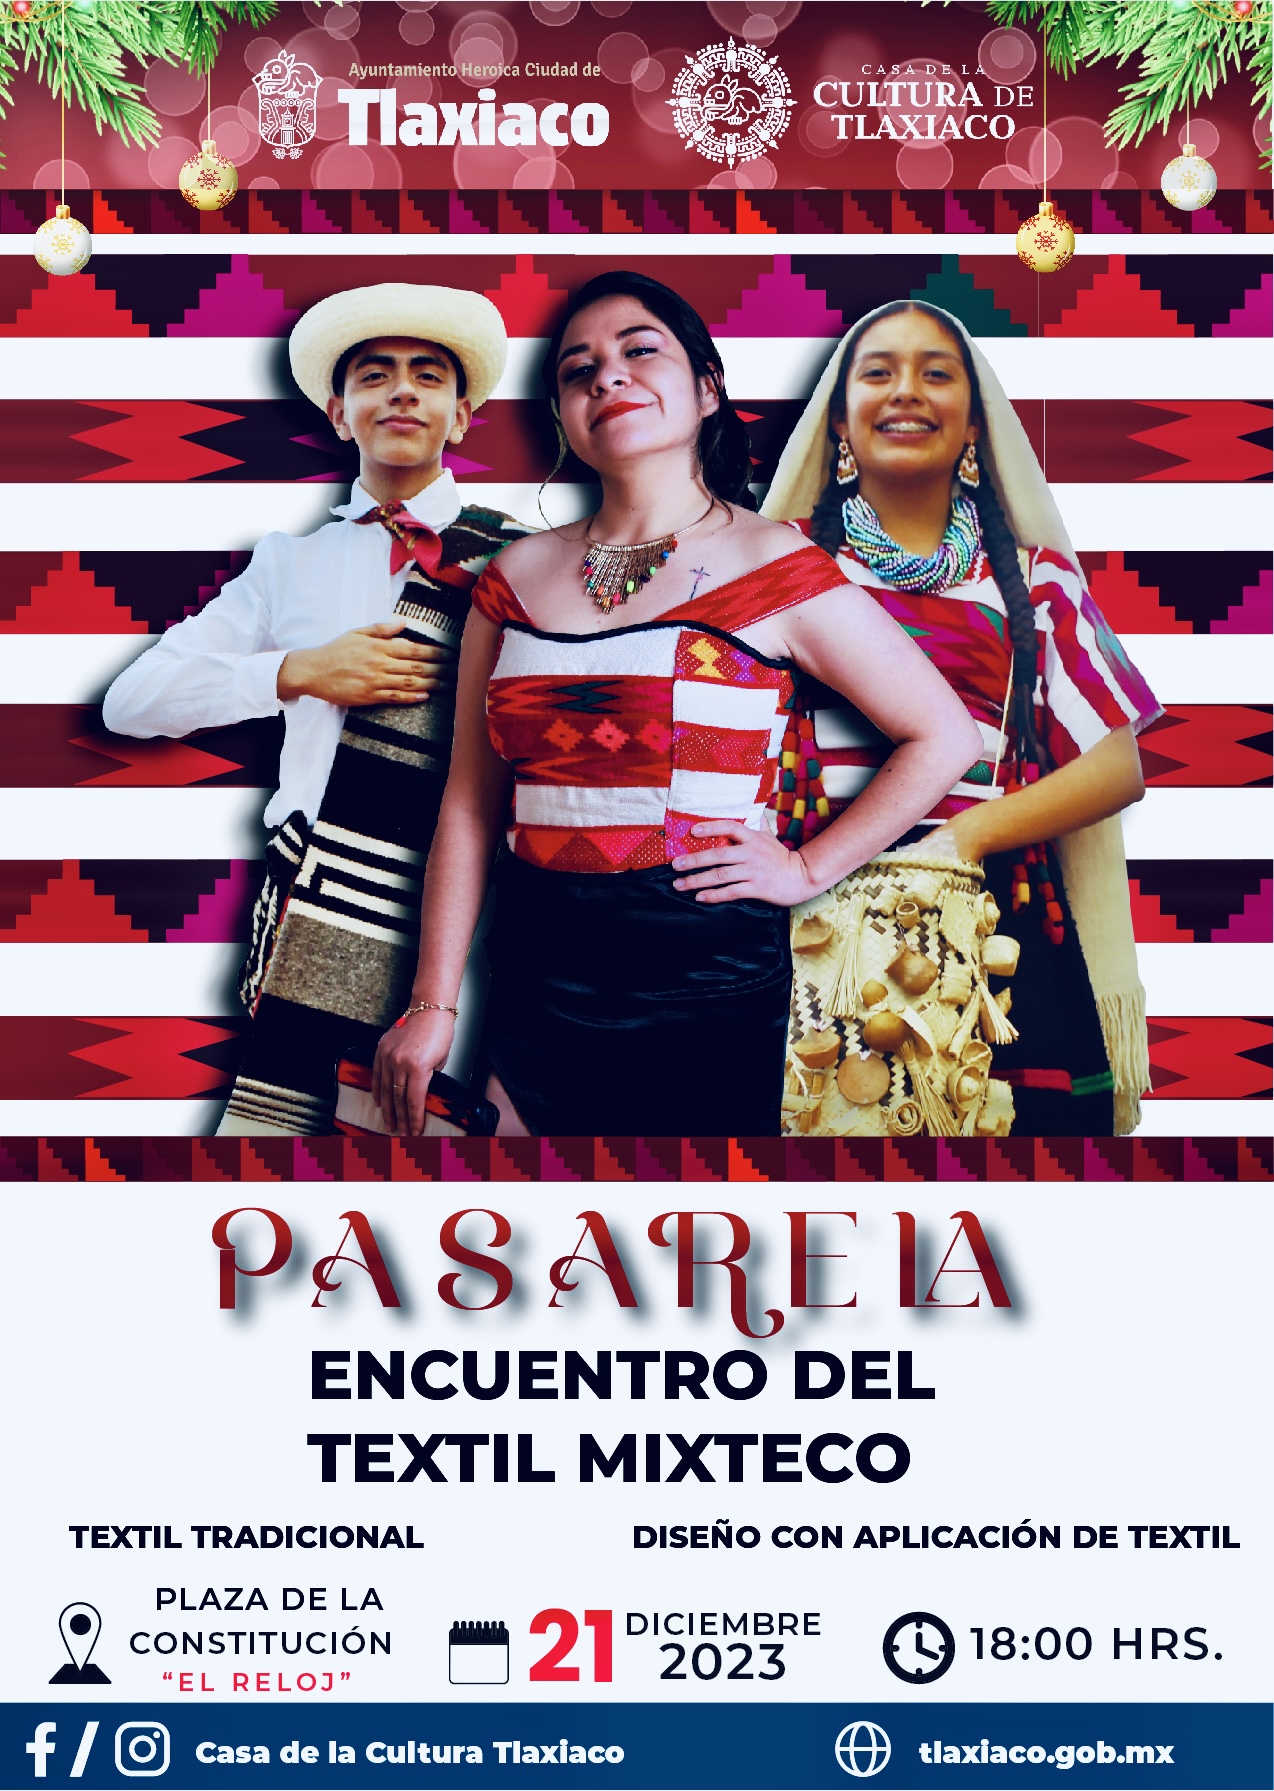 Ayuntamiento Heroica Ciudad de
Tlaxiaco
CASA DE LA
CULTURA DE
TLAXIACO
PASARELA
ENCUENTRO DEL
TEXTIL MIXTECO
TEXTIL TRADICIONAL
DISEÑO CON APLICACIÓN DE TEXTIL
PLAZA DE LA
CONSTITUCIÓN
“EL RELOJ”
21 DICIEMBRE
2023
18:00 HRS.
Casa de la Cultura Tlaxiaco
tlaxiaco.gob.mx